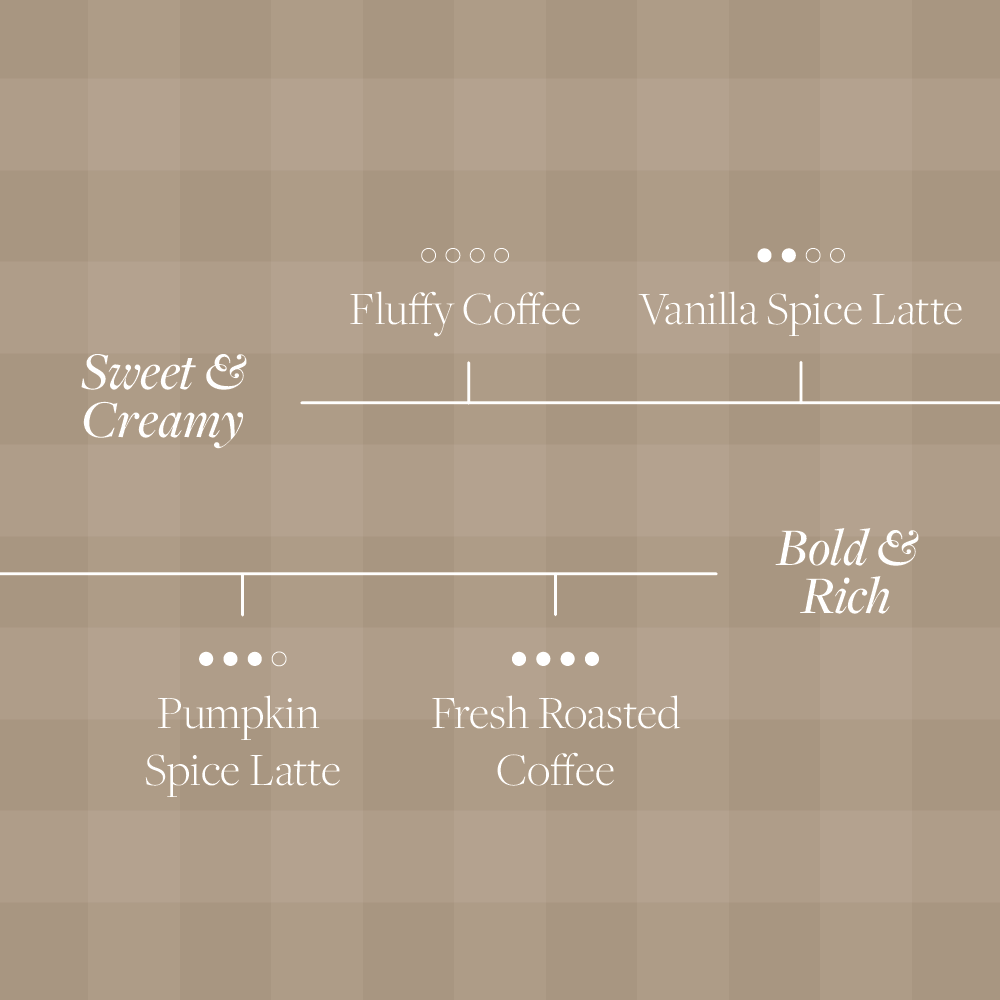 Fluffy Coffee
Vanilla Spice Latte
Sweet &
Creamy
Bold &
Rich
Pumpkin
Spice Latte
Fresh Roasted
Coffee